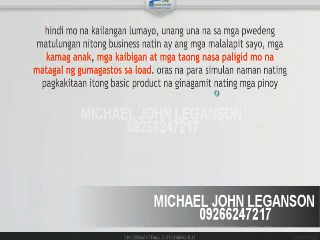 hindi mo na kailangan lumayo, unang una na sa mga pwedeng
matulungan nitong business natin ay ang mga malalapit sayo, mga
kamag anak, mga kaibigan at mga taong nasa paligid mo na
matagal ng gumagastos sa load. oras na para simulan naman nating
pagkakitaan itong basic product na ginagamit nating mga pinoy
MICHAEL JOHN LEGANSON
09266247217
MICHAEL JOHN LEGANSON
09266247217